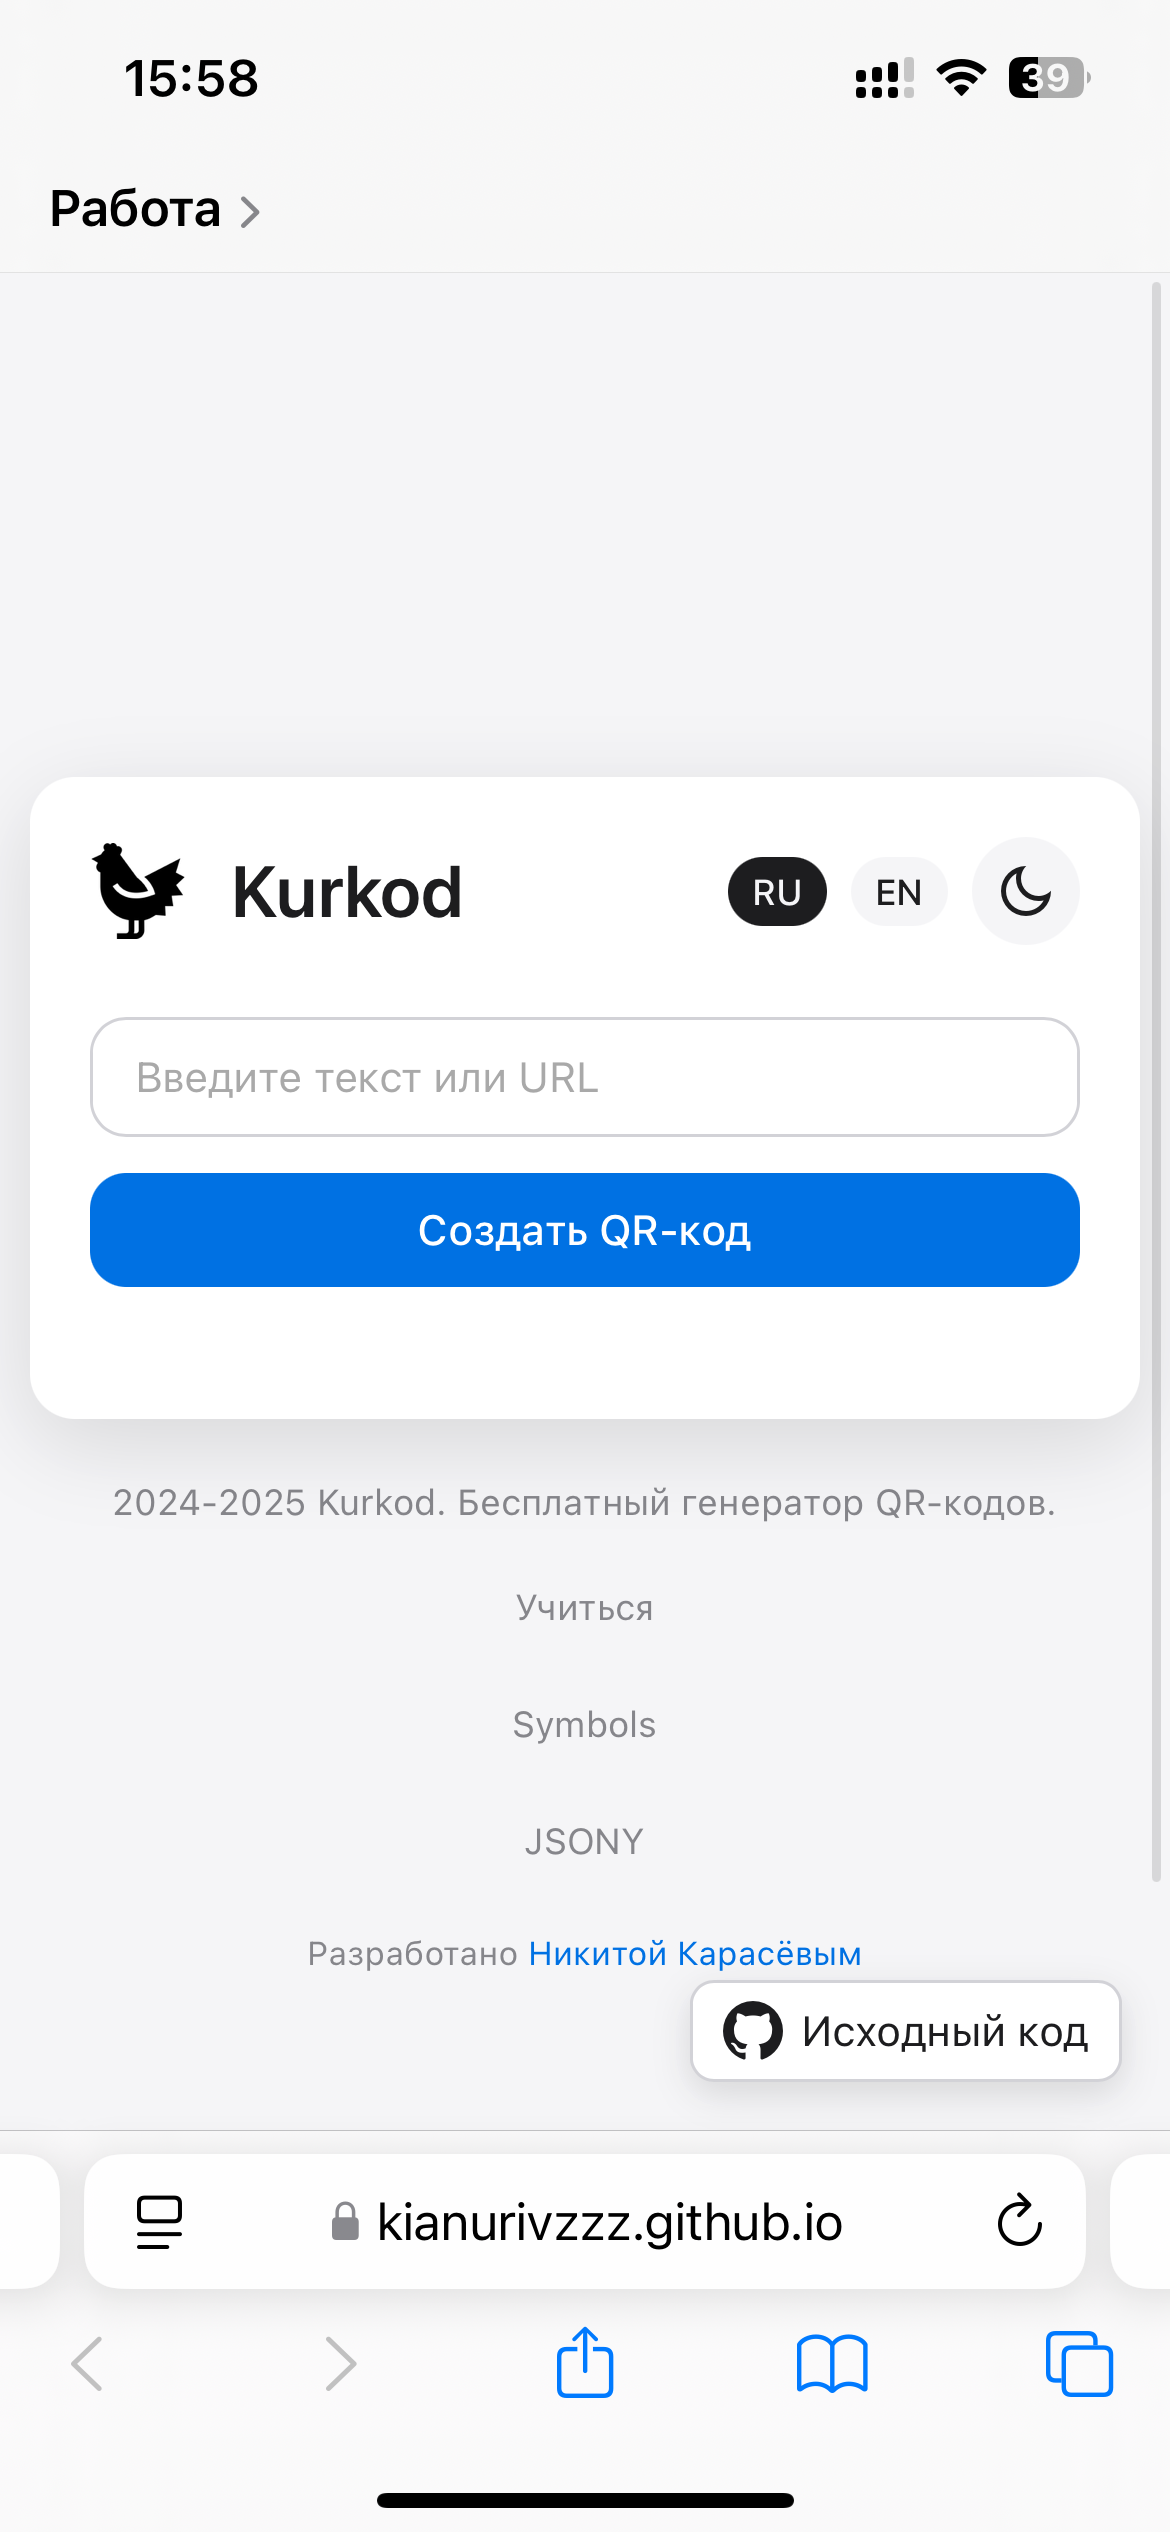 15:58
39
Работа
Kurkod
RU
EN
Введите текст или URL
Создать QR-код
2024-2025 Kurkod. Бесплатный генератор QR-кодов.
Учиться
Symbols
JSONY
Разработано Никитой Карасёвым
Исходный код
kianurivzzz.github.io